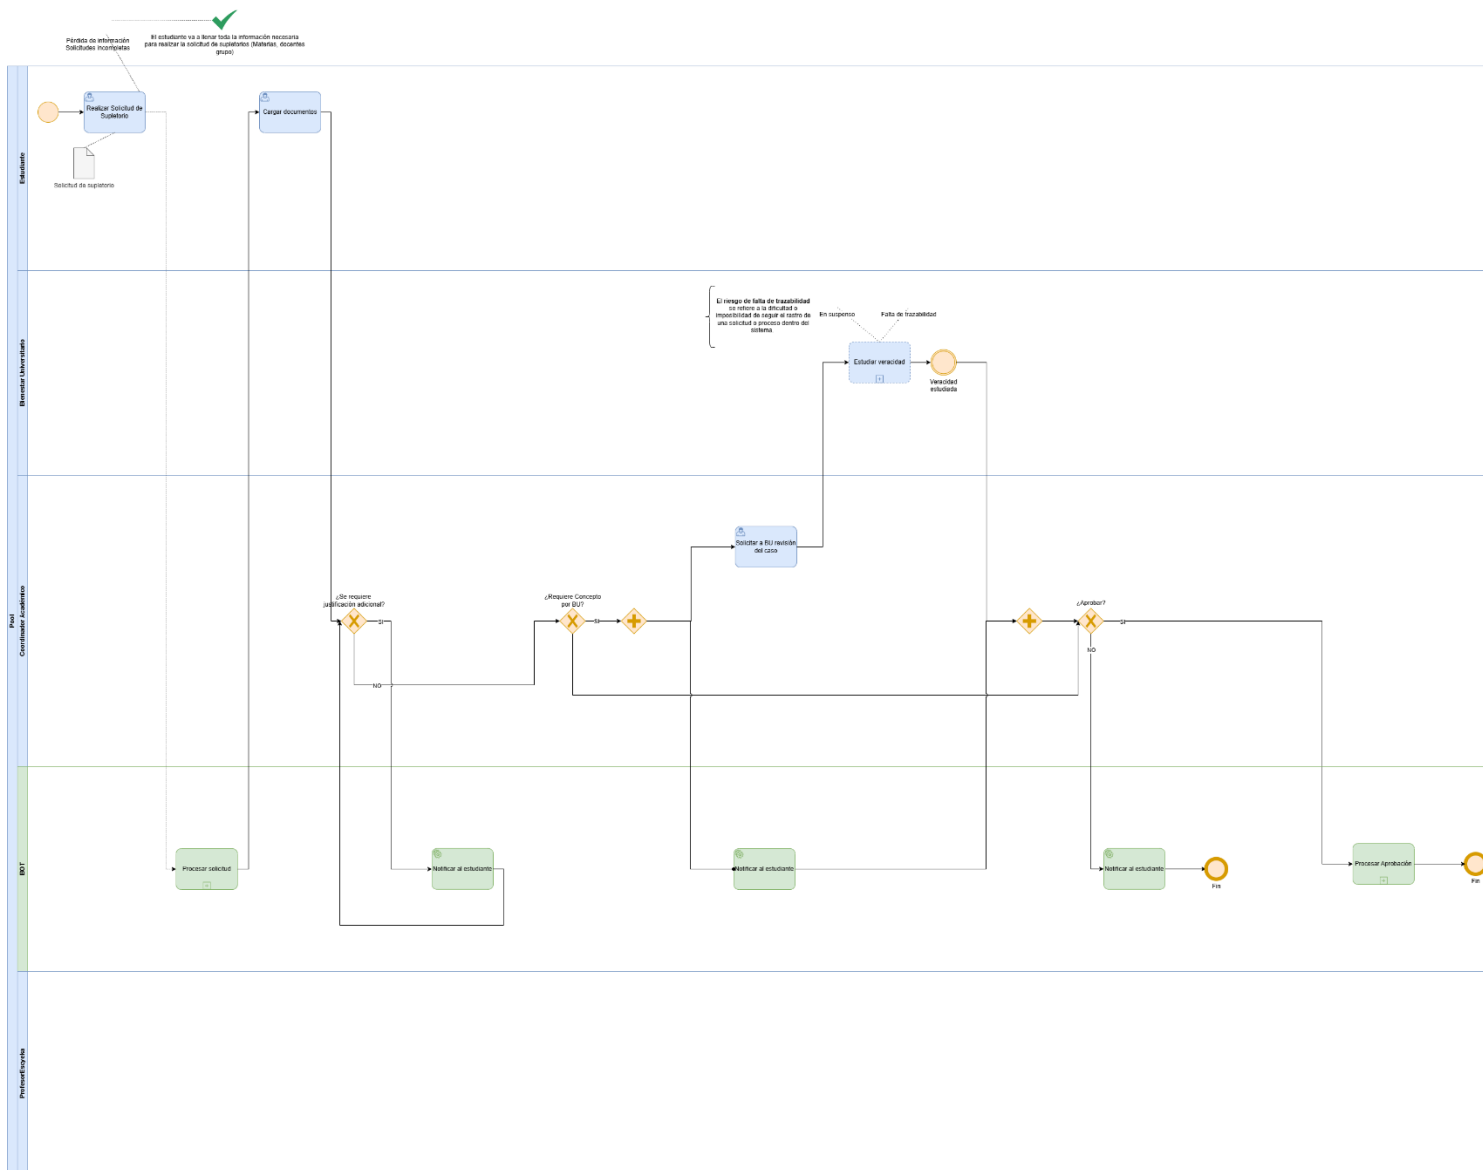 Pérdida de información
Solicitudes incompletas
El estudiante va a llenar toda la información necesaria
para realizar la solicitud de supletorios (Materias, docentes
grupo)
Pool
Estudiante
Realizar Solicitud de
Supletorio
Solicitud de supletorio
Cargar documentos
Bienestar Universitario
El riesgo de falta de trazabilidad
se refiere a la dificultad o
imposibilidad de seguir el rastro de
una solicitud o proceso dentro del
sistema
En suspenso
Falta de trazabilidad
Estudiar veracidad
Veracidad
estudiada
Coordinador Académico
Solicitar a BU revisión
del caso
¿Se requiere
justificación adicional?
SI
NO
¿Requiere Concepto
por BU?
SI
¿Aprobar?
SI
NO
BOT
Procesar solicitud
Notificar al estudiante
Notificar al estudiante
Notificar al estudiante
Fin
Procesar Aprobación
Fin